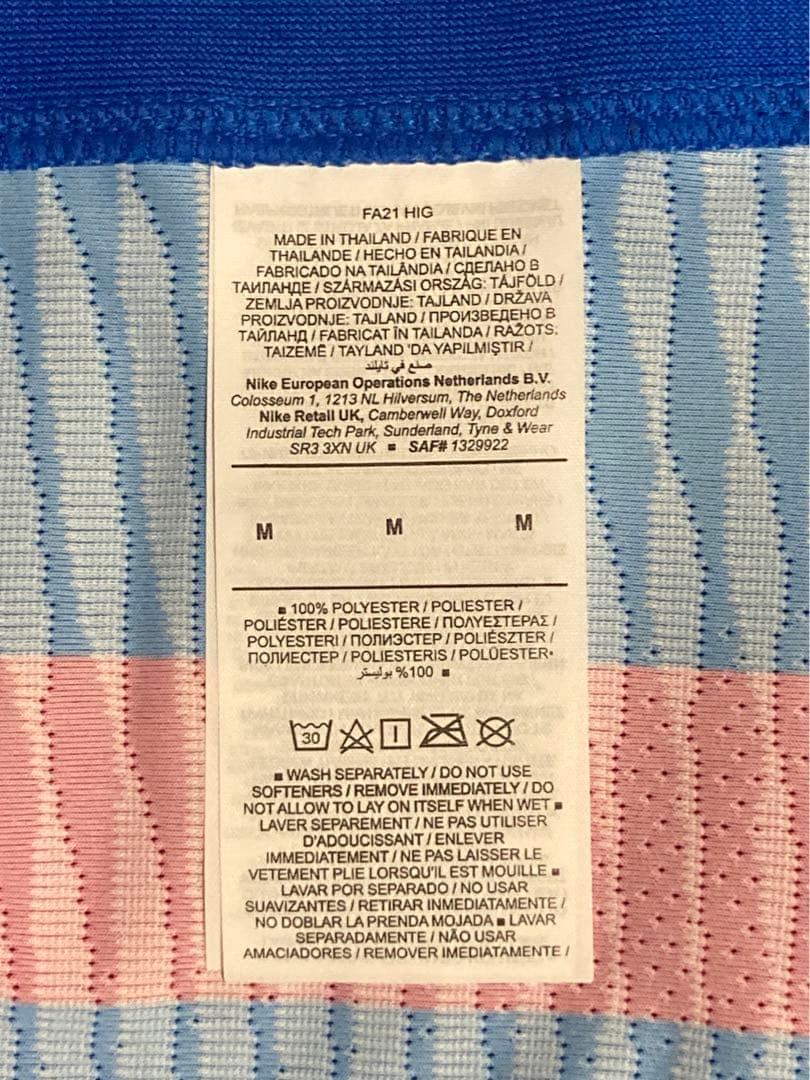 FA21 HIG
MADE IN THAILAND / FABRIQUE EN
THAILANDE / HECHO EN TAILANDIA /
FABRICADO NA TAILÂNDIA / СДЕЛАНО В
ТАИЛАНДЕ / SZÁRMAZÁSI ORSZÁG: TÁJFÖLD /
ZEMLJA PROIZVODNJE: TAJLAND / DRŽAVA
PROIZVODNJE: TAJLAND / ПРОИЗВЕДЕНО В
ТАЙЛАНД / FABRICAT ÎN TAILANDA / RAŽOTS:
TAIZEMĒ / TAYLAND 'DA YAPILMIŞTIR /
صنع في تايلند
Nike European Operations Netherlands B.V.
Colosseum 1, 1213 NL Hilversum, The Netherlands
Nike Retail UK, Camberwell Way, Doxford
Industrial Tech Park, Sunderland, Tyne & Wear
SR3 3XN UK ■ SAF# 1329922
M M M
■ 100% POLYESTER / POLIESTER /
POLIÉSTER / POLIESTERE / ΠΟΛΥΕΣΤΕΡΑΣ /
POLYESTERI / ПОЛИЭСТЕР / POLIÉSZTER /
ПОЛИЕСТЕР / POLIESTERIS / POLÜESTER•
100% بوليستر ■
30
■ WASH SEPARATELY / DO NOT USE
SOFTENERS / REMOVE IMMEDIATELY / DO
NOT ALLOW TO LAY ON ITSELF WHEN WET ■
LAVER SEPAREMENT / NE PAS UTILISER
D'ADOUCISSANT / ENLEVER
IMMEDIATEMENT / NE PAS LAISSER LE
VETEMENT PLIE LORSQU'IL EST MOUILLE ■
LAVAR POR SEPARADO / NO USAR
SUAVIZANTES / RETIRAR INMEDIATAMENTE /
NO DOBLAR LA PRENDA MOJADA ■ LAVAR
SEPARADAMENTE / NÃO USAR
AMACIADORES / REMOVER IMEDIATAMENTE /